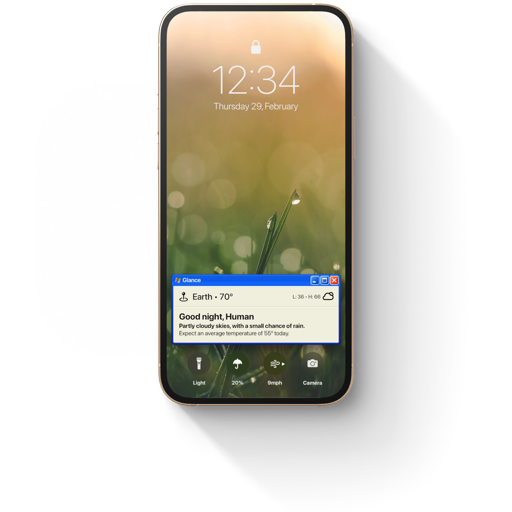 12:34
Thursday 29, February
Glance
Earth • 70°
L: 36 • H: 66
Good night, Human
Partly cloudy skies, with a small chance of rain.
Expect an average temperature of 55° today.
Light
20%
9mph
Camera